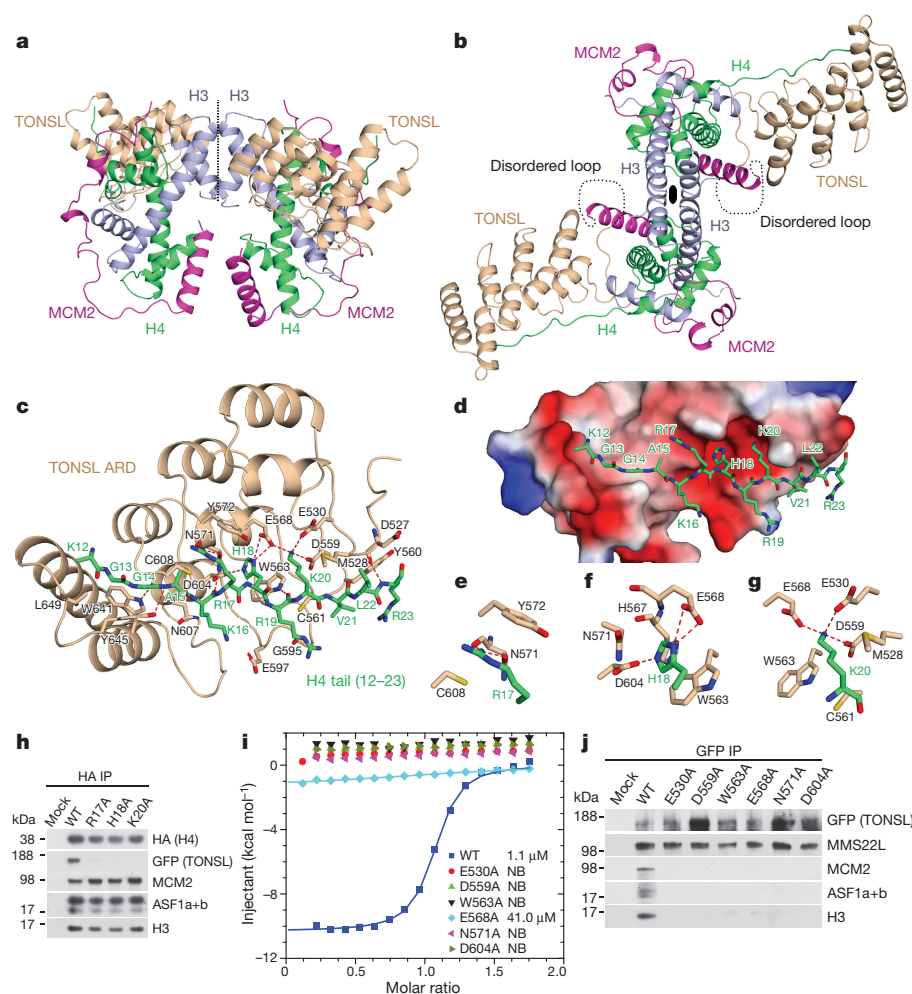 a
H3 H3
TONSL TONSL
MCM2 MCM2
H4 H4
b
MCM2 H4
Disordered loop
H3
TONSL
TONSL
H3
Disordered loop
H4
MCM2
c
TONSL ARD
Y572 E568 E530
N571 H18 D559 D527
K12 C608 M528 Y560
G13 G14 D604 W563 K20
L649 W641 A15 R17 C561 L22 R23
Y645 N607 K16 R19 V21
G595
E597
H4 tail (12–23)
d
K12 R17 K20
G13 G14 A15 H18 L22
K16 V21 R23
R19
e
Y572
N571
C608 R17
f
H567 E568
N571
D604 H18 W563
g
E568 E530
D559
M528
W563 K20
C561
h
HA IP
kDa Mock WT R17A H18A K20A
38 HA (H4)
188 GFP (TONSL)
98 MCM2
17 ASF1a+b
17 H3
i
Injectant (kcal mol−1)
0
−4
−8
−12
WT 1.1 μM
E530A NB
D559A NB
W563A NB
E568A 41.0 μM
N571A NB
D604A NB
0 0.5 1.0 1.5 2.0
Molar ratio
j
GFP IP
kDa Mock WT E530A D559A W563A E568A N571A D604A
188 GFP (TONSL)
98 MMS22L
98 MCM2
17 ASF1a+b
17 H3